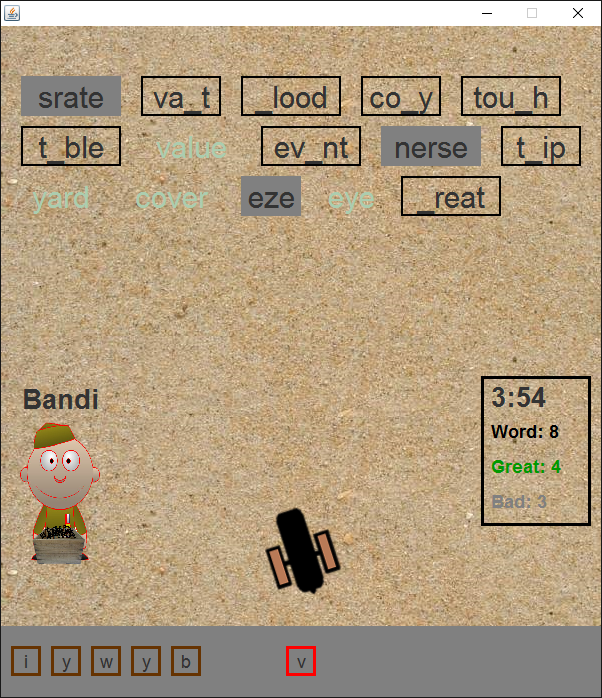 srate va_t _lood co_y tou_h
t_ble value ev_nt nerse t_ip
yard cover eze eye _reat
Bandi
3:54
Word: 8
Great: 4
Bad: 3
i y w y b v